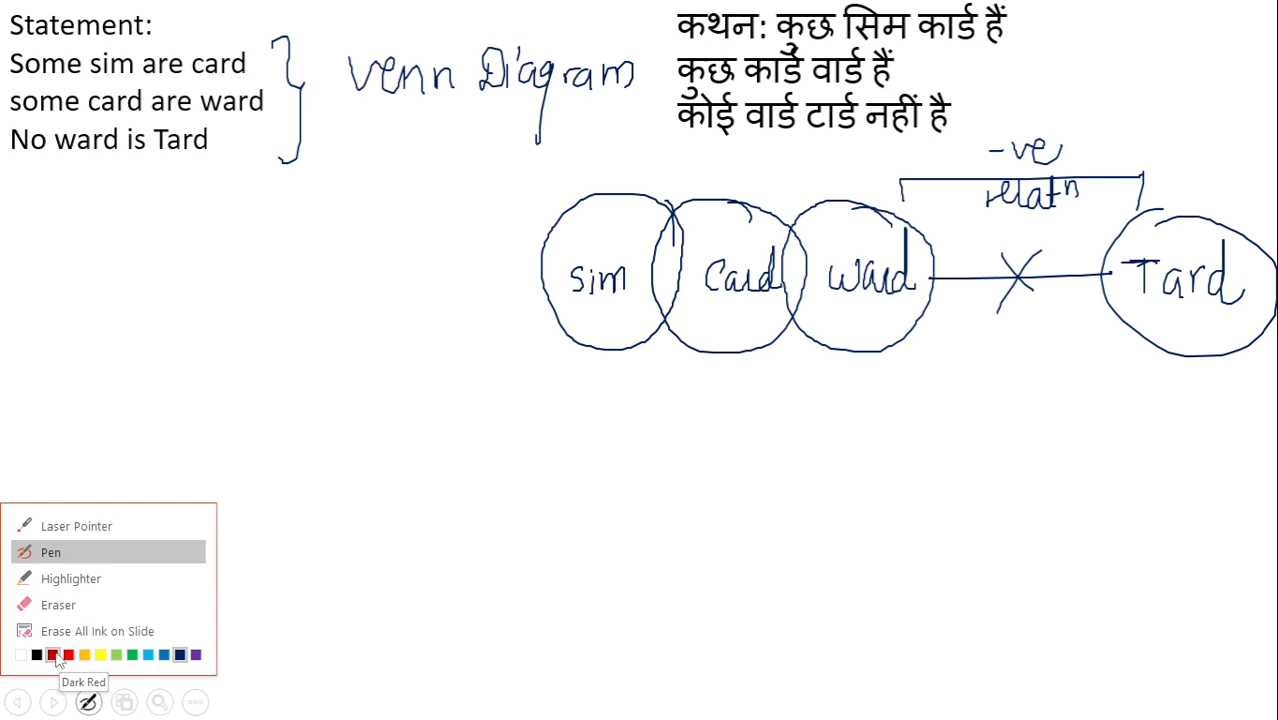 Statement:
Some sim are card
some card are ward
No ward is Tard
Venn Diagram
कथन: कुछ सिम कार्ड हैं
कुछ कार्ड वार्ड हैं
कोई वार्ड टार्ड नहीं है
-ve
relatn
sim
Card
Ward
Tard
Laser Pointer
Pen
Highlighter
Eraser
Erase All Ink on Slide
Dark Red